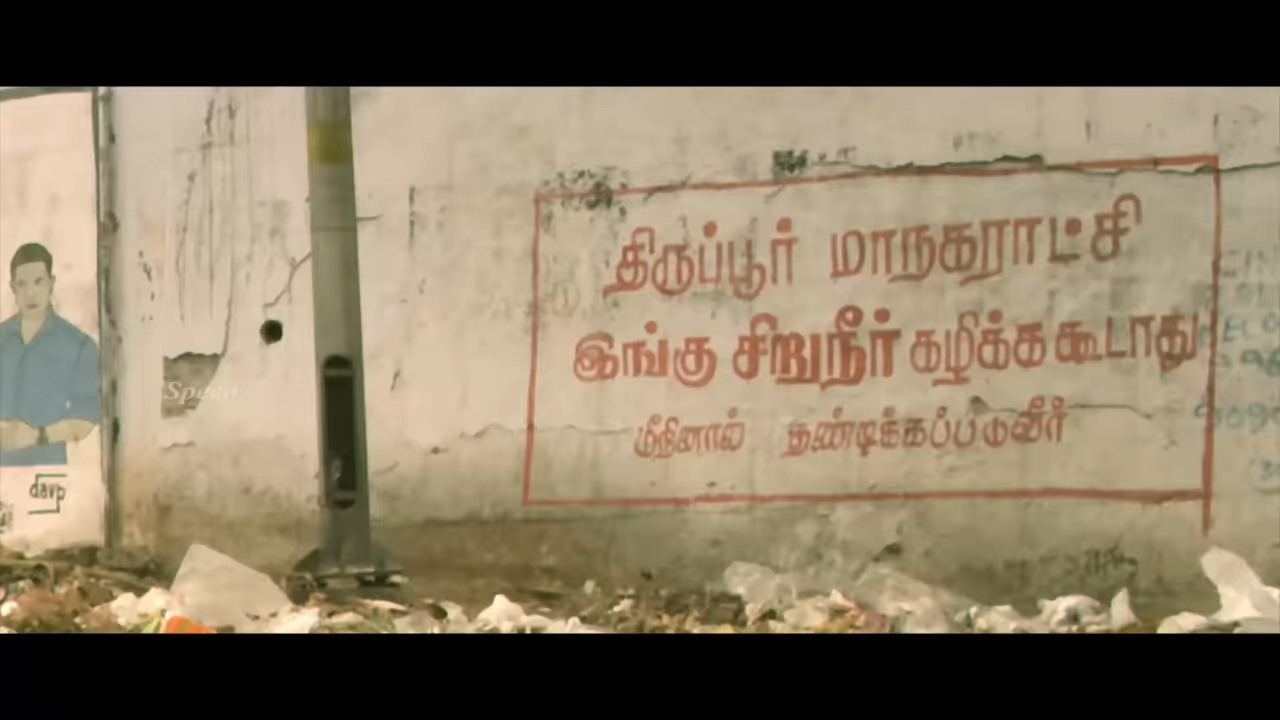 திருப்பூர் மாநகராட்சி
இங்கு சிறுநீர் கழிக்க கூடாது
மீறினால் தண்டிக்கப்படுவீர்
davp